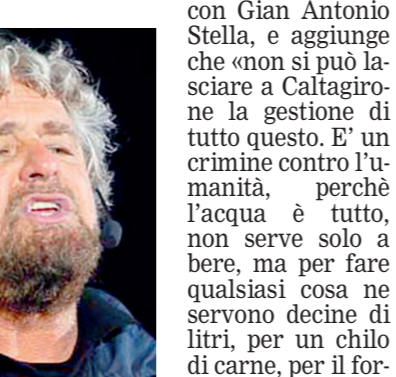 con Gian Antonio
Stella, e aggiunge
che «non si può la-
sciare a Caltagiro-
ne la gestione di
tutto questo. E’ un
crimine contro l’u-
manità, perchè
l’acqua è tutto,
non serve solo a
bere, ma per fare
qualsiasi cosa ne
servono decine di
litri, per un chilo
di carne, per il for-